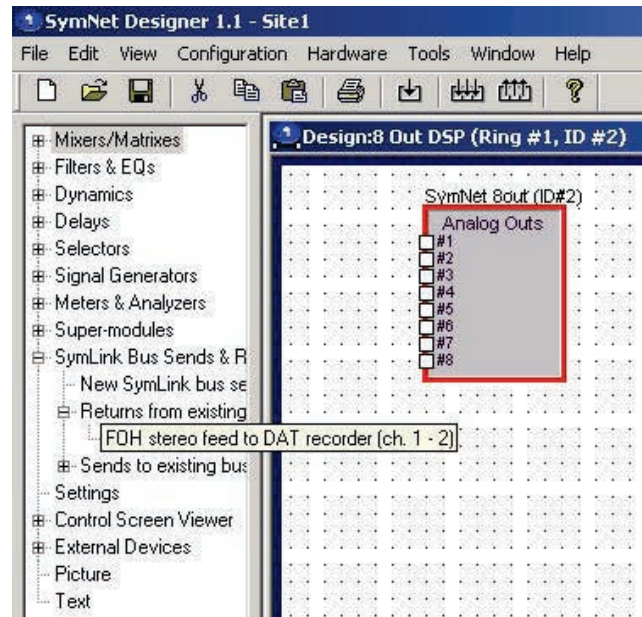 SymNet Designer 1.1 - Site1
File Edit View Configuration Hardware Tools Window Help
Mixers/Matrixes
Filters & EQs
Dynamics
Delays
Selectors
Signal Generators
Meters & Analyzers
Super-modules
SymLink Bus Sends & R
New SymLink bus se
Returns from existing
FOH stereo feed to DAT recorder (ch. 1 - 2)
Sends to existing bus
Settings
Control Screen Viewer
External Devices
Picture
Text
Design:8 Out DSP (Ring #1, ID #2)
SymNet 8out (ID#2)
Analog Outs
#1
#2
#3
#4
#5
#6
#7
#8